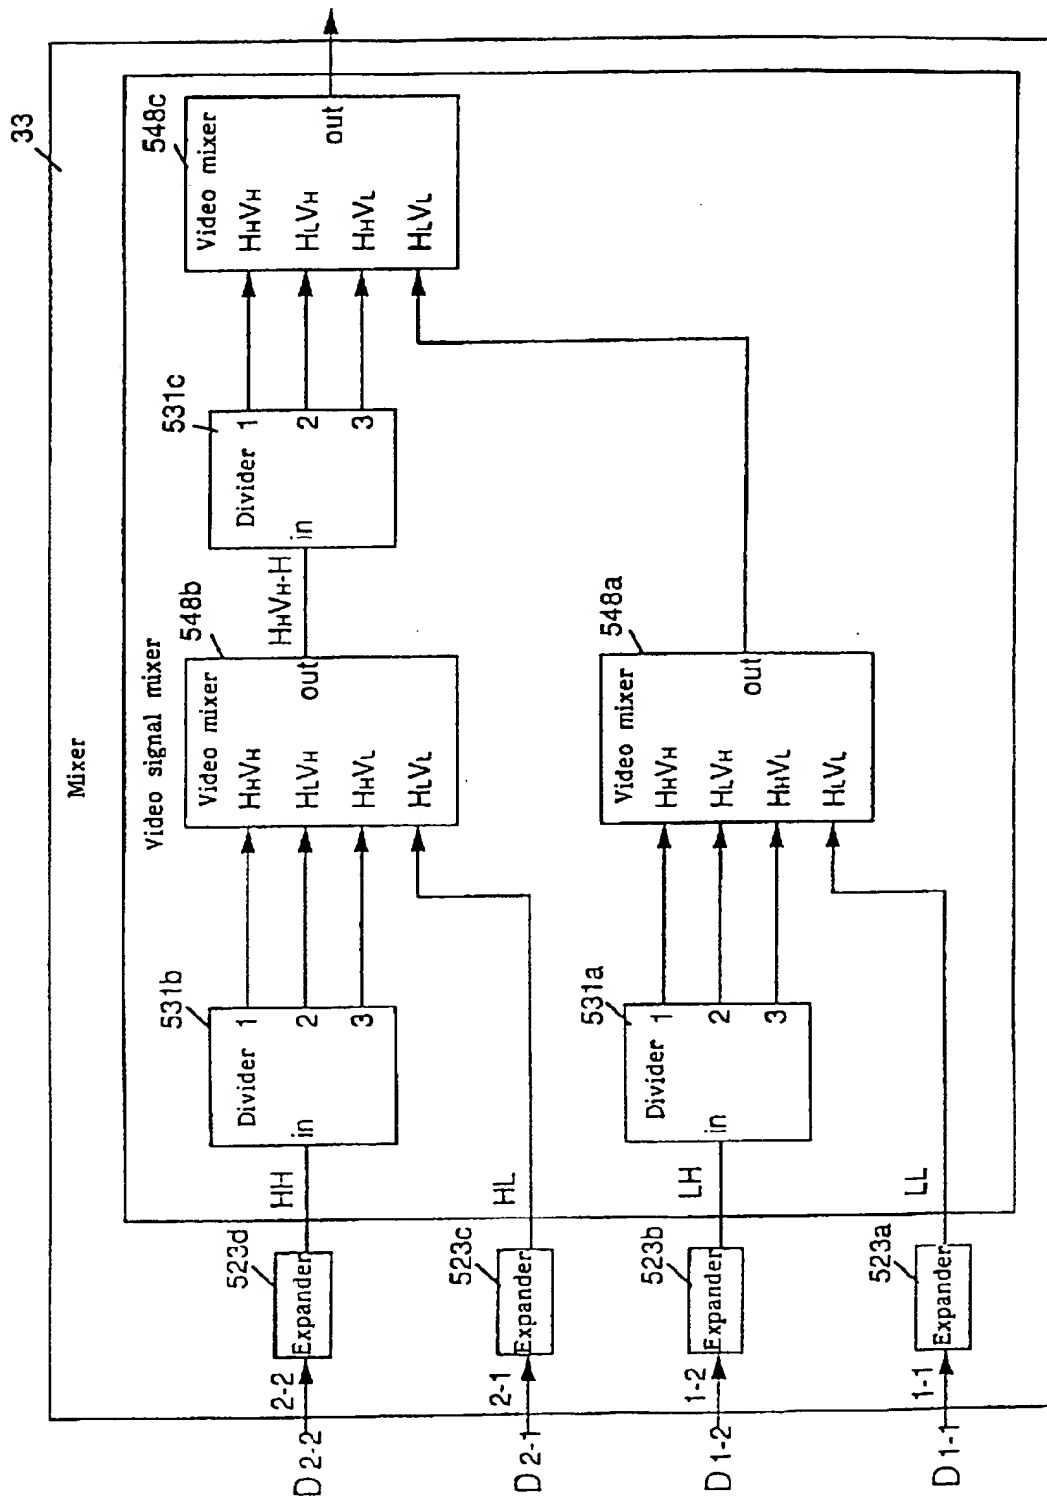 33
Mixer
Video signal mixer
D2-2
2-2
523d
Expander
HH
531b
Divider
in
1
2
3
548b
Video mixer
HHVH
HLVH
HHVL
HLVL
out
HHVH-H
531c
Divider
in
1
2
3
548c
Video mixer
HHVH
HLVH
HHVL
HLVL
out
D2-1
2-1
523c
Expander
HL
D1-2
1-2
523b
Expander
LH
531a
Divider
in
1
2
3
548a
Video mixer
HHVH
HLVH
HHVL
HLVL
out
D1-1
1-1
523a
Expander
LL